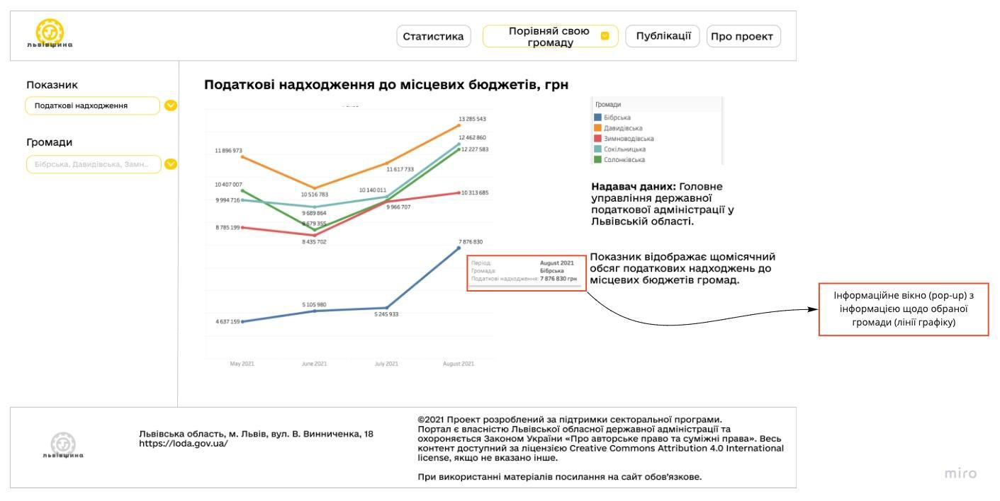 львівщина
Статистика
Порівняй свою
громаду
Публікації
Про проект
Показник
Податкові надходження
Громади
Бібрська, Давидівська, Замн...
Податкові надходження до місцевих бюджетів, грн
13 285 543
12 462 860
12 227 583
11 896 973
11 617 733
10 516 783
10 407 007
10 140 011
10 313 685
9 994 716
9 689 864
9 966 707
8 679 355
8 785 199
8 435 702
7 876 830
5 105 980
5 245 933
4 637 159
May 2021
June 2021
July 2021
August 2021
Громади
Бібрська
Давидівська
Зимноводівська
Сокільницька
Солонківська
Надавач даних: Головне
управління державної
податкової адміністрації у
Львівській області.
Період: August 2021
Громада: Бібрська
Податкові надходження: 7 876 830 грн
Показник відображає щомісячний
обсяг податкових надходжень до
місцевих бюджетів громад.
Інформаційне вікно (pop-up) з
інформацією щодо обраної
громади (лінії графіку)
львівщина
Львівська область, м. Львів, вул. В. Винниченка, 18
https://loda.gov.ua/
©2021 Проект розроблений за підтримки секторальної програми.
Портал є власністю Львівської обласної державної адміністрації та
охороняється Законом України «Про авторське право та суміжні права». Весь
контент доступний за ліцензією Creative Commons Attribution 4.0 International
license, якщо не вказано інше.
При використанні матеріалів посилання на сайт обов’язкове.
miro